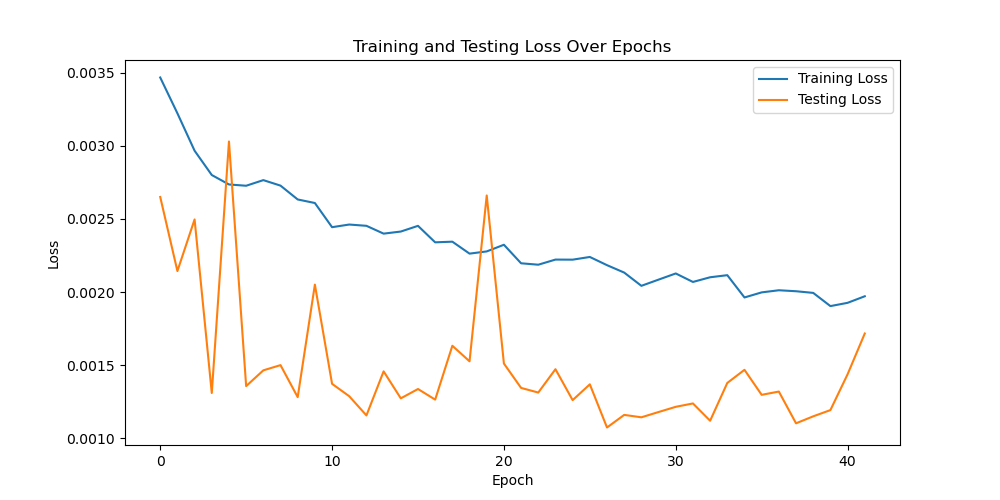 Training and Testing Loss Over Epochs
Training Loss
Testing Loss
0.0035
0.0030
0.0025
0.0020
0.0015
0.0010
Loss
0
10
20
30
40
Epoch